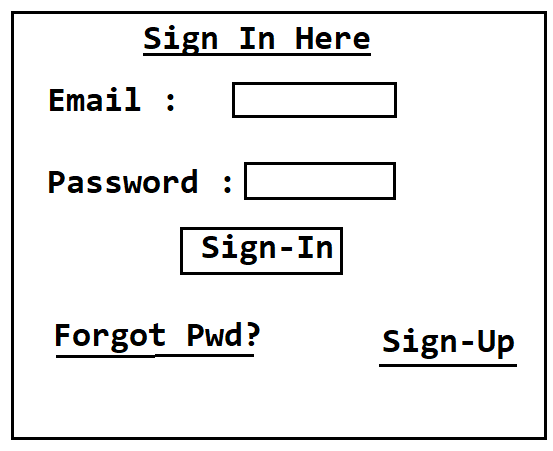 Sign In Here
Email :
Password :
Sign-In
Forgot Pwd?
Sign-Up